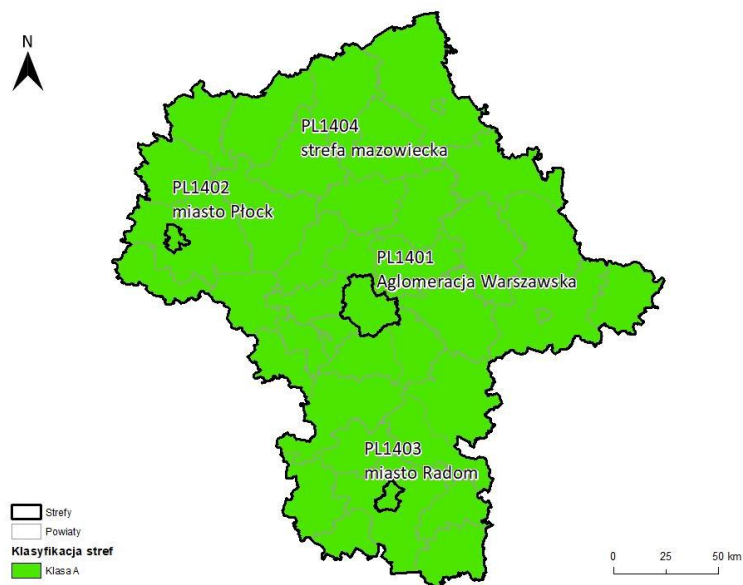 N
PL1404
strefa mazowiecka
PL1402
miasto Płock
PL1401
Aglomeracja Warszawska
PL1403
miasto Radom
Strefy
Powiaty
Klasyfikacja stref
Klasa A
0 25 50 km